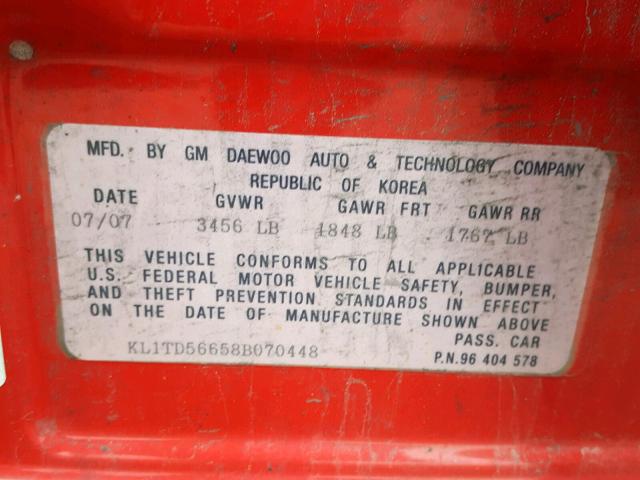 MFD. BY GM DAEWOO AUTO & TECHNOLOGY COMPANY
REPUBLIC OF KOREA
DATE GVWR GAWR FRT GAWR RR
07/07 3456 LB 1848 LB 1767 LB
THIS VEHICLE CONFORMS TO ALL APPLICABLE
U.S. FEDERAL MOTOR VEHICLE SAFETY, BUMPER,
AND THEFT PREVENTION STANDARDS IN EFFECT
ON THE DATE OF MANUFACTURE SHOWN ABOVE
PASS. CAR
KL1TD56658B070448 P.N.96 404 578